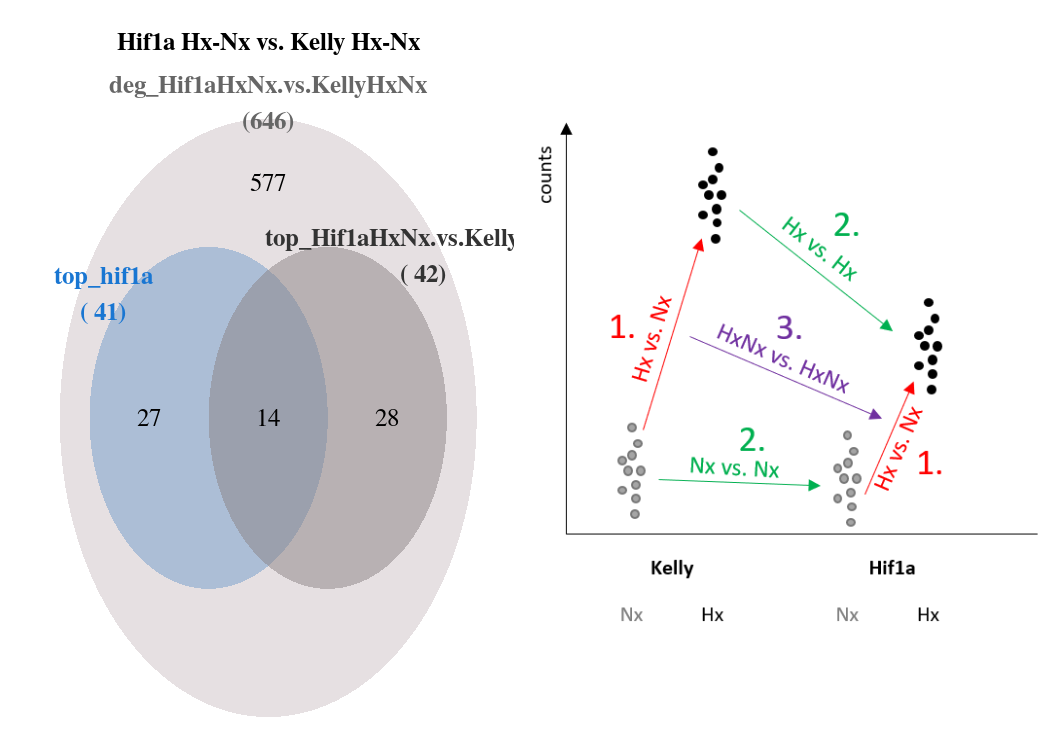 Hif1a Hx-Nx vs. Kelly Hx-Nx
deg_Hif1aHxNx.vs.KellyHxNx
(646)
577
top_Hif1aHxNx.vs.Kelly
( 42)
top_hif1a
( 41)
27
14
28
counts
1.
Hx vs. Nx
2.
Hx vs. Hx
3.
HxNx vs. HxNx
2.
Nx vs. Nx
Hx vs. Nx
1.
Kelly
Hif1a
Nx
Hx
Nx
Hx